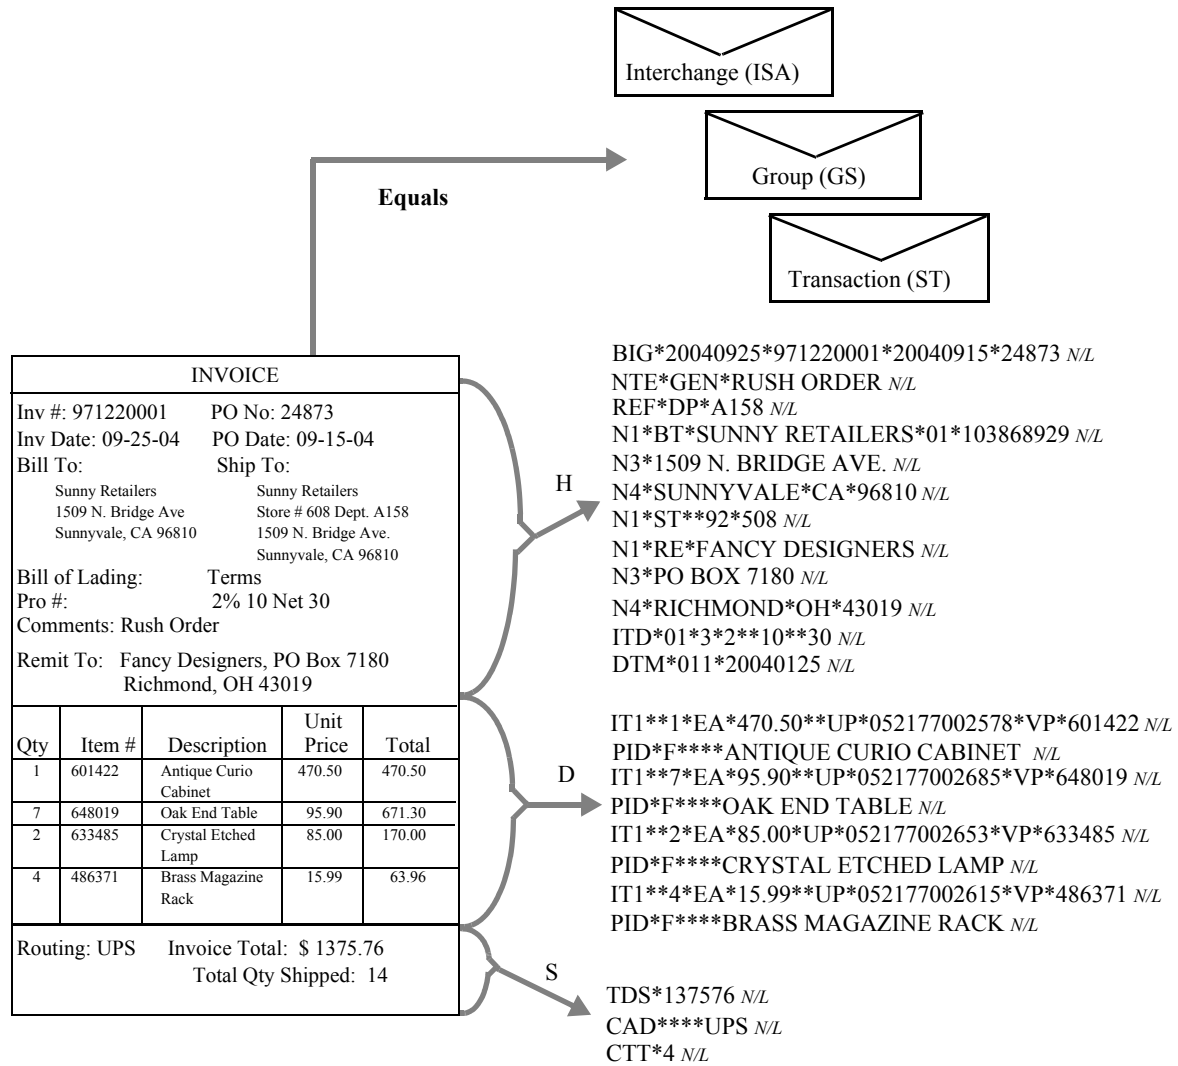 Interchange (ISA)
Group (GS)
Equals
Transaction (ST)
INVOICE
Inv #: 971220001 PO No: 24873
Inv Date: 09-25-04 PO Date: 09-15-04
Bill To: Ship To:
Sunny Retailers Sunny Retailers
1509 N. Bridge Ave Store # 608 Dept. A158
Sunnyvale, CA 96810 1509 N. Bridge Ave.
Sunnyvale, CA 96810
Bill of Lading: Terms
Pro #: 2% 10 Net 30
Comments: Rush Order
Remit To: Fancy Designers, PO Box 7180
Richmond, OH 43019
Unit
Qty Item # Description Price Total
1 601422 Antique Curio 470.50 470.50
Cabinet
7 648019 Oak End Table 95.90 671.30
2 633485 Crystal Etched 85.00 170.00
Lamp
4 486371 Brass Magazine 15.99 63.96
Rack
Routing: UPS Invoice Total: $ 1375.76
Total Qty Shipped: 14
H
BIG*20040925*971220001*20040915*24873 N/L
NTE*GEN*RUSH ORDER N/L
REF*DP*A158 N/L
N1*BT*SUNNY RETAILERS*01*103868929 N/L
N3*1509 N. BRIDGE AVE. N/L
N4*SUNNYVALE*CA*96810 N/L
N1*ST**92*508 N/L
N1*RE*FANCY DESIGNERS N/L
N3*PO BOX 7180 N/L
N4*RICHMOND*OH*43019 N/L
ITD*01*3*2**10**30 N/L
DTM*011*20040125 N/L
D
IT1**1*EA*470.50**UP*052177002578*VP*601422 N/L
PID*F****ANTIQUE CURIO CABINET N/L
IT1**7*EA*95.90**UP*052177002685*VP*648019 N/L
PID*F****OAK END TABLE N/L
IT1**2*EA*85.00*UP*052177002653*VP*633485 N/L
PID*F****CRYSTAL ETCHED LAMP N/L
IT1**4*EA*15.99**UP*052177002615*VP*486371 N/L
PID*F****BRASS MAGAZINE RACK N/L
S
TDS*137576 N/L
CAD****UPS N/L
CTT*4 N/L